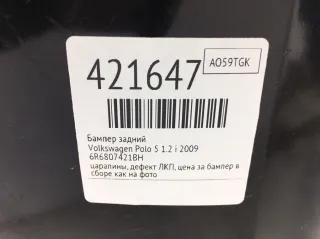 421647
AO59TGK
Бампер задний
Volkswagen Polo 5 1.2 i 2009
6R6807421BH
царапины, дефект ЛКП, цена за бампер в
сборе как на фото